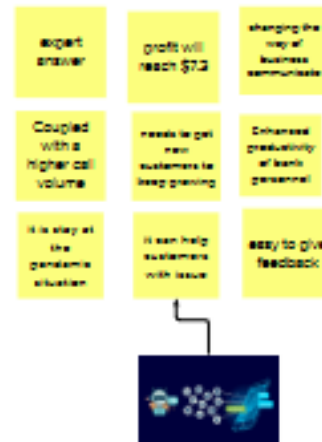 expert
answer
profit will
reach $7.3
changing the
way of
business
communicate
Coupled
with a
higher call
volume
needs to get
new
customers to
keep growing
Enhanced
productivity
of bank
personnel
it is stay at
the
pandemic
situation
it can help
customers
with issue
easy to give
feedback